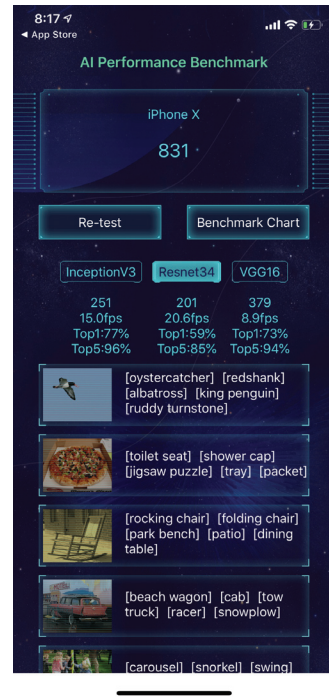 8:17
◀ App Store
AI Performance Benchmark
iPhone X
831
Re-test
Benchmark Chart
InceptionV3
Resnet34
VGG16
251
201
379
15.0fps
20.6fps
8.9fps
Top1:77%
Top1:59%
Top1:73%
Top5:96%
Top5:85%
Top5:94%
[oystercatcher] [redshank]
[albatross] [king penguin]
[ruddy turnstone]
[toilet seat] [shower cap]
[jigsaw puzzle] [tray] [packet]
[rocking chair] [folding chair]
[park bench] [patio] [dining
table]
[beach wagon] [cab] [tow
truck] [racer] [snowplow]
[carousel] [snorkel] [swing]